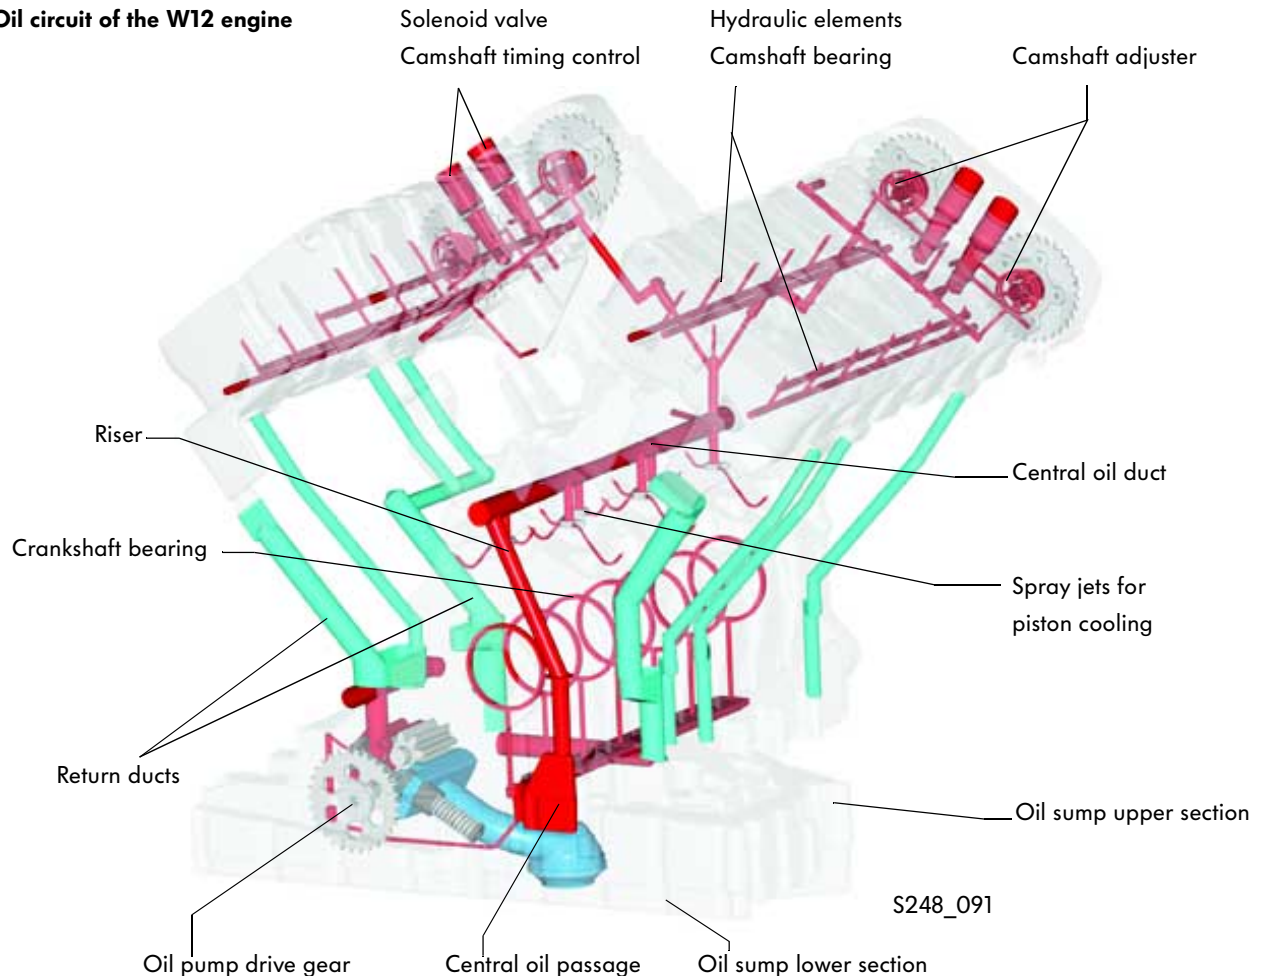 Oil circuit of the W12 engine
Solenoid valve
Camshaft timing control
Hydraulic elements
Camshaft bearing
Camshaft adjuster
Riser
Central oil duct
Crankshaft bearing
Spray jets for
piston cooling
Return ducts
Oil sump upper section
S248_091
Oil pump drive gear
Central oil passage
Oil sump lower section